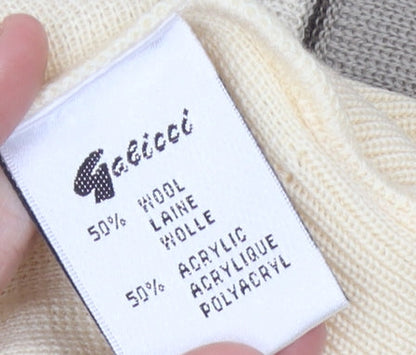 Gabicci
50% WOOL
LAINE
WOLLE
50% ACRYLIC
ACRYLIQUE
POLYACRYL